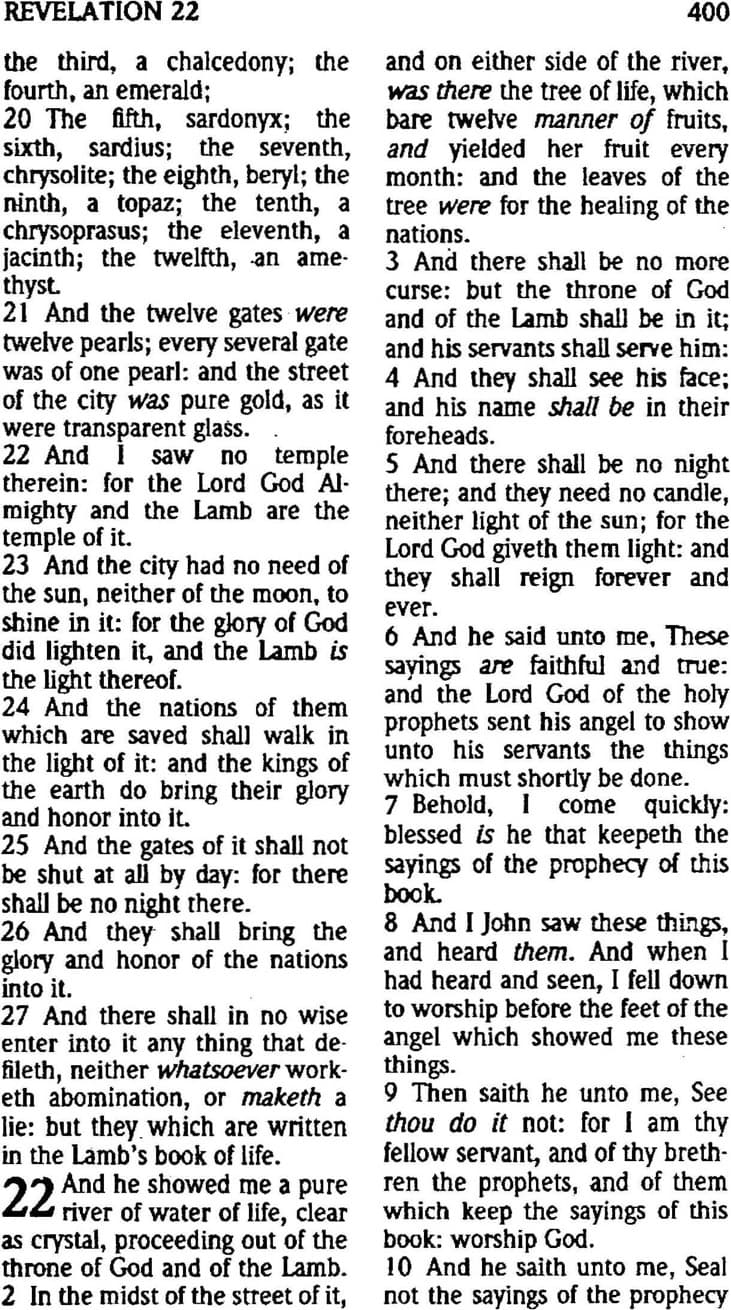 REVELATION 22 400
the third, a chalcedony; the
fourth, an emerald;
20 The fifth, sardonyx; the
sixth, sardius; the seventh,
chrysolite; the eighth, beryl; the
ninth, a topaz; the tenth, a
chrysoprasus; the eleventh, a
jacinth; the twelfth, an ame-
thyst.
21 And the twelve gates were
twelve pearls; every several gate
was of one pearl: and the street
of the city was pure gold, as it
were transparent glass.
22 And I saw no temple
therein: for the Lord God Al-
mighty and the Lamb are the
temple of it.
23 And the city had no need of
the sun, neither of the moon, to
shine in it: for the glory of God
did lighten it, and the Lamb is
the light thereof.
24 And the nations of them
which are saved shall walk in
the light of it: and the kings of
the earth do bring their glory
and honor into it.
25 And the gates of it shall not
be shut at all by day: for there
shall be no night there.
26 And they shall bring the
glory and honor of the nations
into it.
27 And there shall in no wise
enter into it any thing that de-
fileth, neither whatsoever work-
eth abomination, or maketh a
lie: but they which are written
in the Lamb's book of life.
22 And he showed me a pure
river of water of life, clear
as crystal, proceeding out of the
throne of God and of the Lamb.
2 In the midst of the street of it,
and on either side of the river,
was there the tree of life, which
bare twelve manner of fruits,
and yielded her fruit every
month: and the leaves of the
tree were for the healing of the
nations.
3 And there shall be no more
curse: but the throne of God
and of the Lamb shall be in it;
and his servants shall serve him:
4 And they shall see his face;
and his name shall be in their
foreheads.
5 And there shall be no night
there; and they need no candle,
neither light of the sun; for the
Lord God giveth them light: and
they shall reign forever and
ever.
6 And he said unto me, These
sayings are faithful and true:
and the Lord God of the holy
prophets sent his angel to show
unto his servants the things
which must shortly be done.
7 Behold, I come quickly:
blessed is he that keepeth the
sayings of the prophecy of this
book.
8 And I John saw these things,
and heard them. And when I
had heard and seen, I fell down
to worship before the feet of the
angel which showed me these
things.
9 Then saith he unto me, See
thou do it not: for I am thy
fellow servant, and of thy breth-
ren the prophets, and of them
which keep the sayings of this
book: worship God.
10 And he saith unto me, Seal
not the sayings of the prophecy